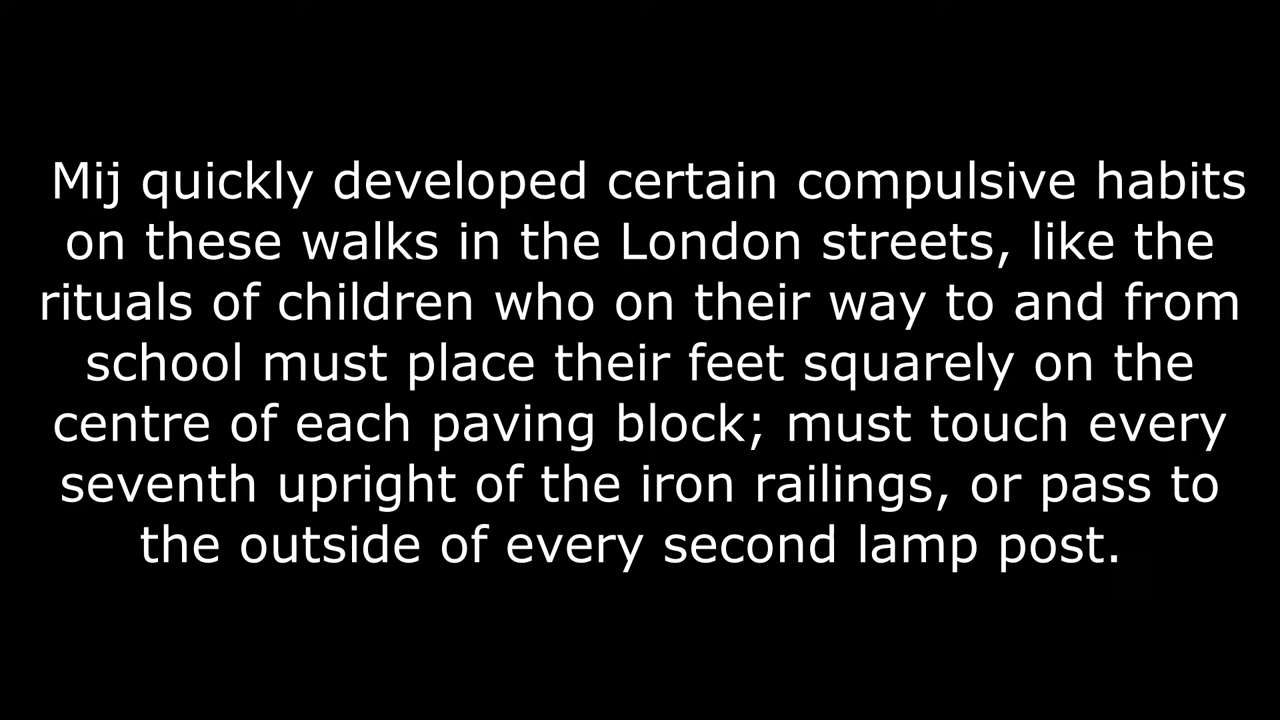 Mij quickly developed certain compulsive habits
on these walks in the London streets, like the
rituals of children who on their way to and from
school must place their feet squarely on the
centre of each paving block; must touch every
seventh upright of the iron railings, or pass to
the outside of every second lamp post.